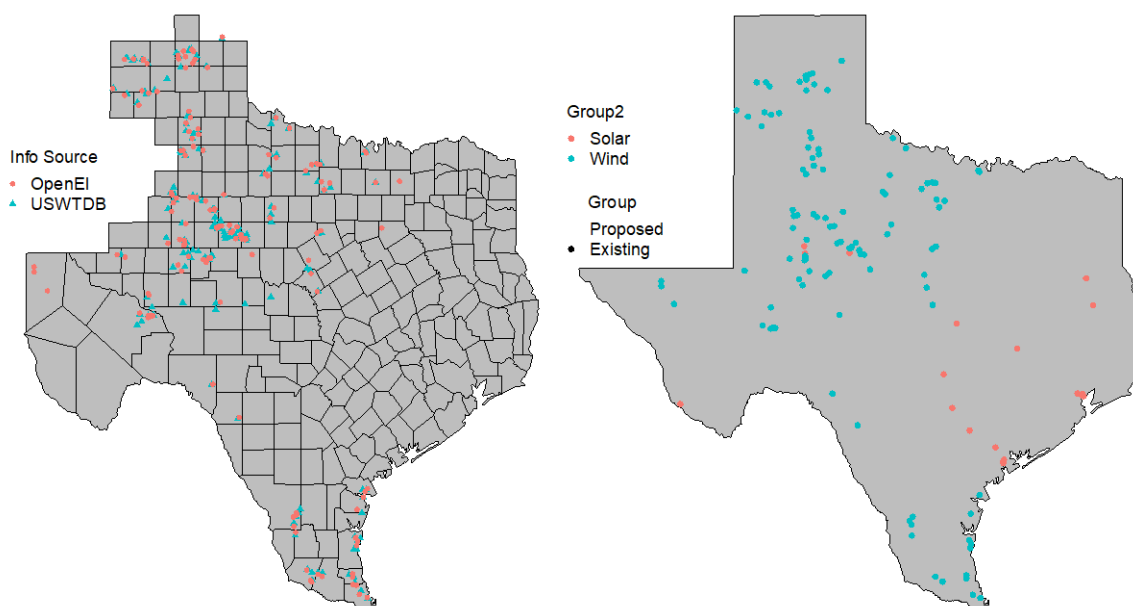 Info Source
OpenEI
USWTDB
Group2
Solar
Wind
Group
Proposed
Existing